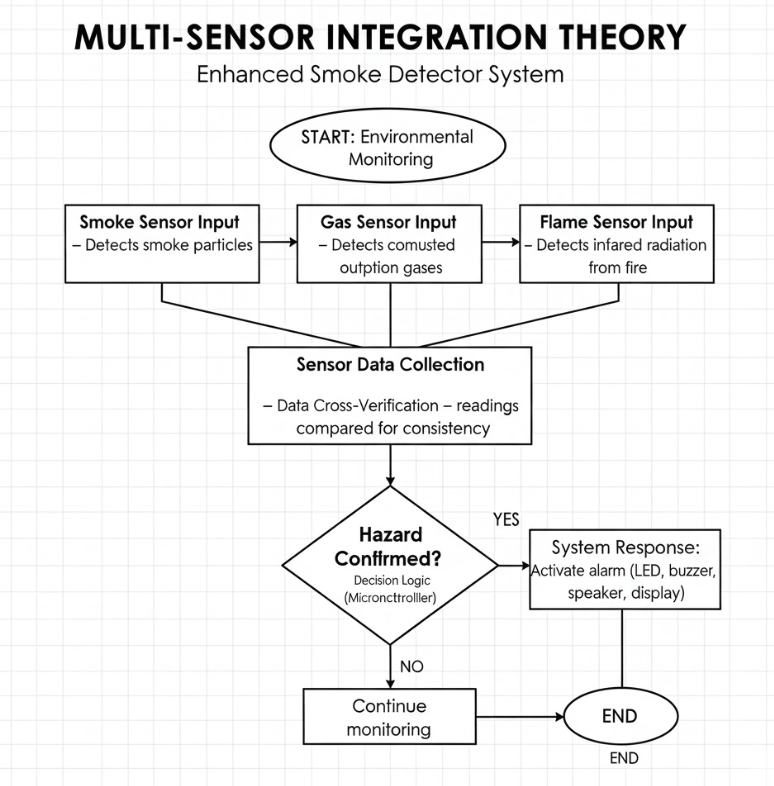 MULTI-SENSOR INTEGRATION THEORY
Enhanced Smoke Detector System
START: Environmental
Monitoring
Smoke Sensor Input
– Detects smoke particles
Gas Sensor Input
– Detects comusted
outption gases
Flame Sensor Input
– Detects infared radiation
from fire
Sensor Data Collection
– Data Cross-Verification – readings
compared for consistency
Hazard
Confirmed?
Decision Logic
(Microncttrolller)
YES
System Response:
Activate alarm (LED, buzzer,
speaker, display)
NO
Continue
monitoring
END
END